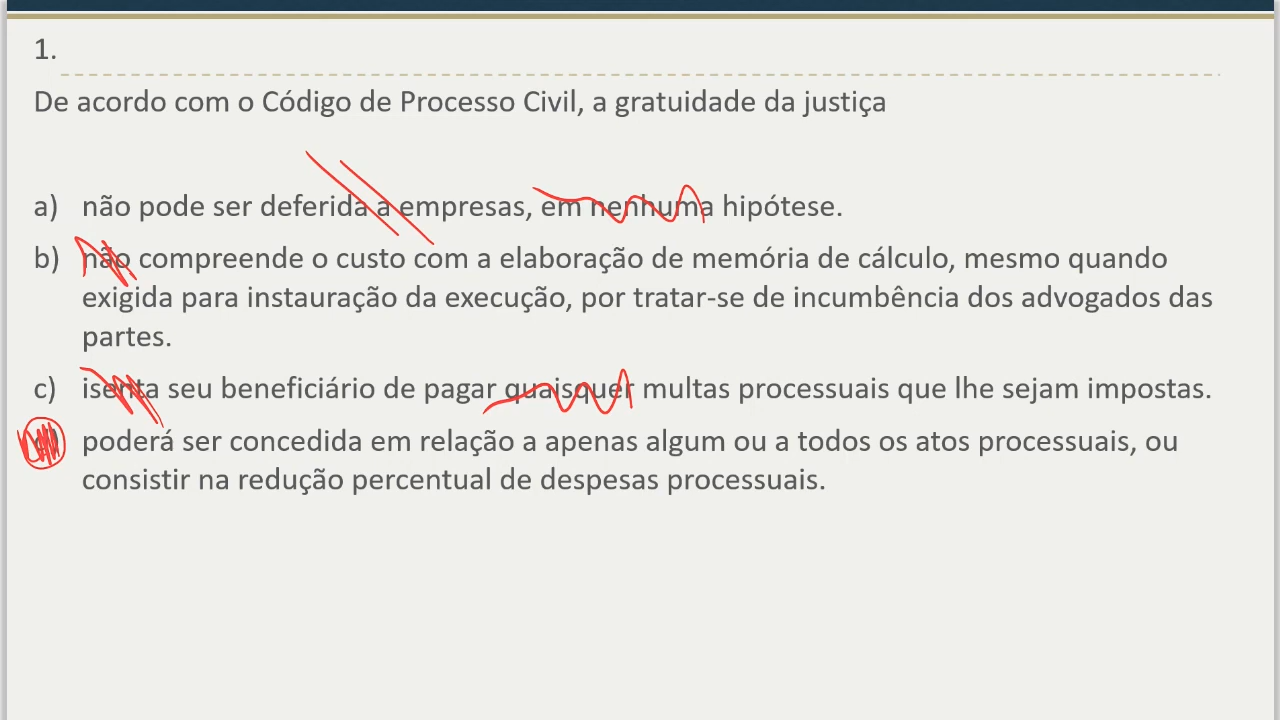 1.
De acordo com o Código de Processo Civil, a gratuidade da justiça
a) não pode ser deferida a empresas, em nenhuma hipótese.
b) não compreende o custo com a elaboração de memória de cálculo, mesmo quando
exigida para instauração da execução, por tratar-se de incumbência dos advogados das
partes.
c) isenta seu beneficiário de pagar quaisquer multas processuais que lhe sejam impostas.
d) poderá ser concedida em relação a apenas algum ou a todos os atos processuais, ou
consistir na redução percentual de despesas processuais.